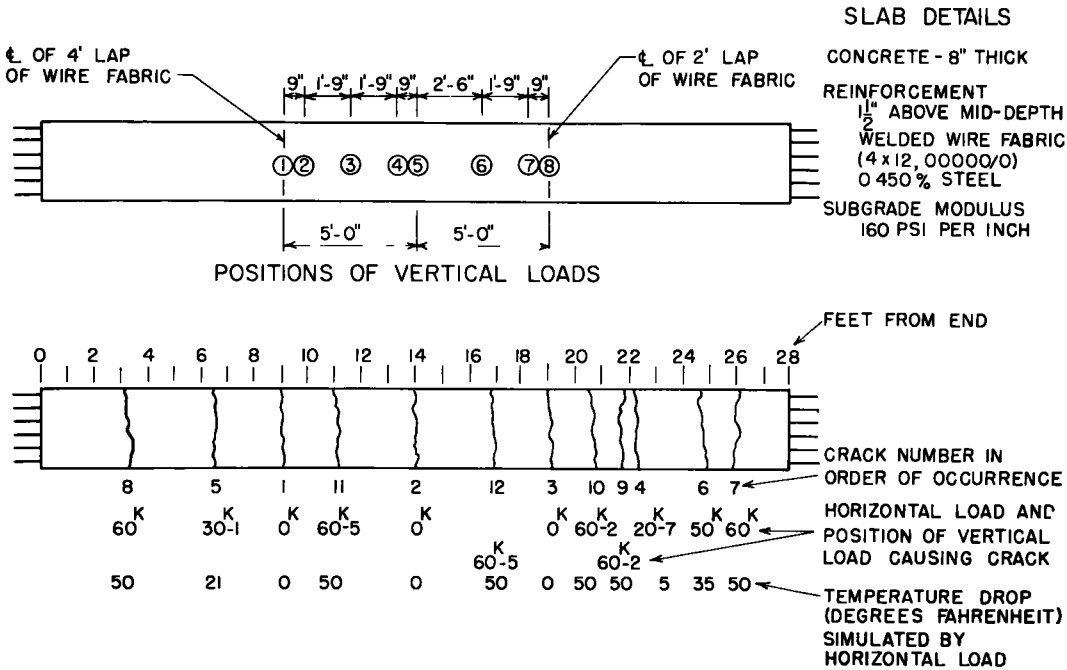 SLAB DETAILS
℄ OF 4' LAP
OF WIRE FABRIC
℄ OF 2' LAP
OF WIRE FABRIC
CONCRETE - 8" THICK
REINFORCEMENT
1 1/2" ABOVE MID-DEPTH
WELDED WIRE FABRIC
(4 x 12, 00000/0)
0 450 % STEEL
SUBGRADE MODULUS
160 PSI PER INCH
9" 1'-9" 1'-9" 9" 2'-6" 1'-9" 9"
① ② ③ ④ ⑤ ⑥ ⑦ ⑧
5'-0" 5'-0"
POSITIONS OF VERTICAL LOADS
FEET FROM END
0 2 4 6 8 10 12 14 16 18 20 22 24 26 28
CRACK NUMBER IN
ORDER OF OCCURRENCE
8 5 1 11 2 12 3 10 9 4 6 7
HORIZONTAL LOAD AND
POSITION OF VERTICAL
LOAD CAUSING CRACK
60K 30-1K 0K 60-5K 0K 0K 60-2K 20-7K 50K 60K
60-5K 60-2K
50 21 0 50 0 50 0 50 50 5 35 50
TEMPERATURE DROP
(DEGREES FAHRENHEIT)
SIMULATED BY
HORIZONTAL LOAD